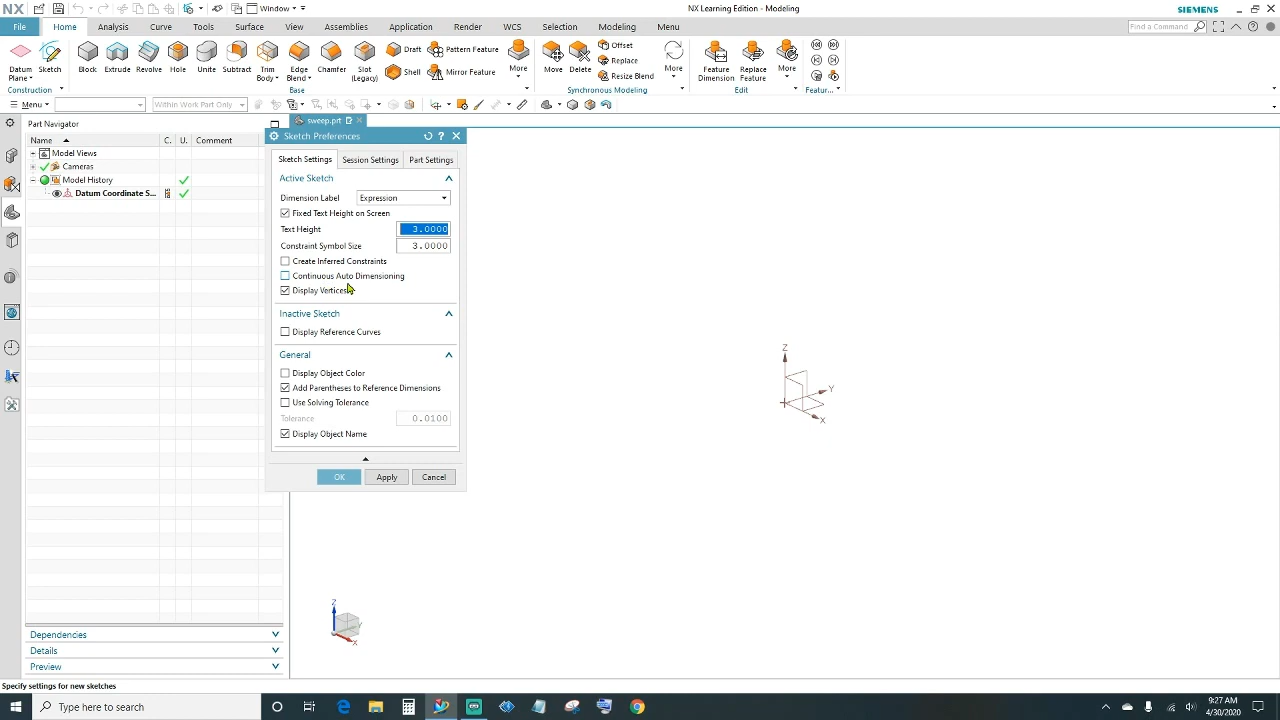 NX
Window
NX Learning Edition - Modeling
SIEMENS
File
Home
Analysis
Curve
Tools
Surface
View
Assemblies
Application
Render
WCS
Selection
Modeling
Menu
Find a Command
Datum Plane
Sketch
Construction
Block
Extrude
Revolve
Hole
Unite
Subtract
Trim Body
Edge Blend
Chamfer
Slot (Legacy)
Draft
Shell
Pattern Feature
Mirror Feature
More
Base
Move
Delete
Offset
Replace
Resize Blend
More
Synchronous Modeling
Feature Dimension
Replace Feature
More
Edit
Featur...
Menu
Within Work Part Only
Part Navigator
sweep.prt
Name
C.
U.
Comment
Model Views
Cameras
Model History
Datum Coordinate S...
Sketch Preferences
Sketch Settings
Session Settings
Part Settings
Active Sketch
Dimension Label
Expression
Fixed Text Height on Screen
Text Height
3.0000
Constraint Symbol Size
3.0000
Create Inferred Constraints
Continuous Auto Dimensioning
Display Vertices
Inactive Sketch
Display Reference Curves
General
Display Object Color
Add Parentheses to Reference Dimensions
Use Solving Tolerance
Tolerance
0.0100
Display Object Name
OK
Apply
Cancel
Z
Y
X
Z
Y
X
Dependencies
Details
Preview
Specify settings for new sketches
Type here to search
9:27 AM
4/30/2020